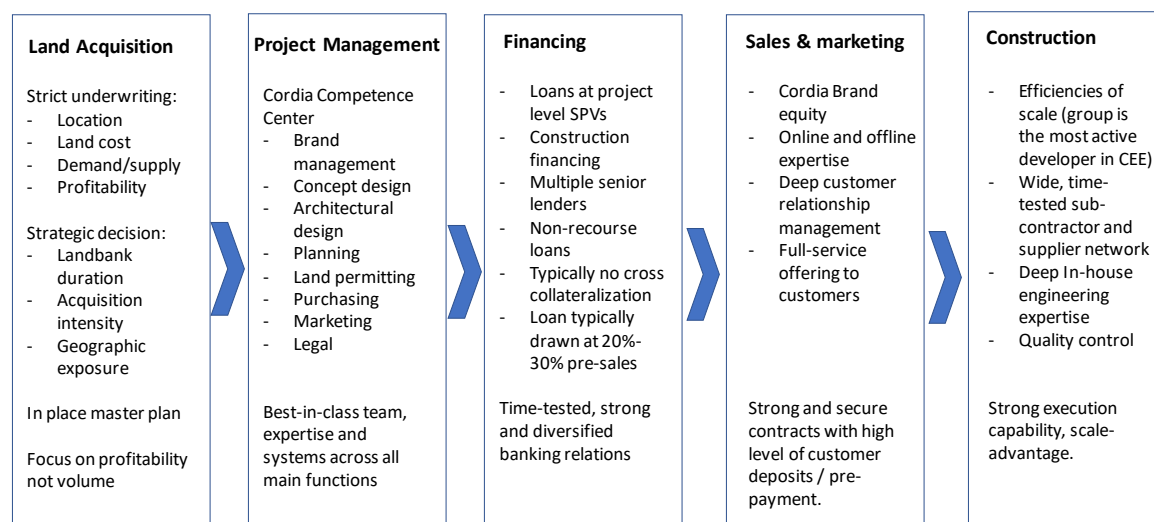 Land Acquisition
Strict underwriting:
- Location
- Land cost
- Demand/supply
- Profitability
Strategic decision:
- Landbank
duration
- Acquisition
intensity
- Geographic
exposure
In place master plan
Focus on profitability
not volume
Project Management
Cordia Competence
Center
- Brand
management
- Concept design
- Architectural
design
- Planning
- Land permitting
- Purchasing
- Marketing
- Legal
Best-in-class team,
expertise and
systems across all
main functions
Financing
- Loans at project
level SPVs
- Construction
financing
- Multiple senior
lenders
- Non-recourse
loans
- Typically no cross
collateralization
- Loan typically
drawn at 20%-
30% pre-sales
Time-tested, strong
and diversified
banking relations
Sales & marketing
- Cordia Brand
equity
- Online and offline
expertise
- Deep customer
relationship
management
- Full-service
offering to
customers
Strong and secure
contracts with high
level of customer
deposits / pre-
payment.
Construction
- Efficiencies of
scale (group is
the most active
developer in CEE)
- Wide, time-
tested sub-
contractor and
supplier network
- Deep In-house
engineering
expertise
- Quality control
Strong execution
capability, scale-
advantage.